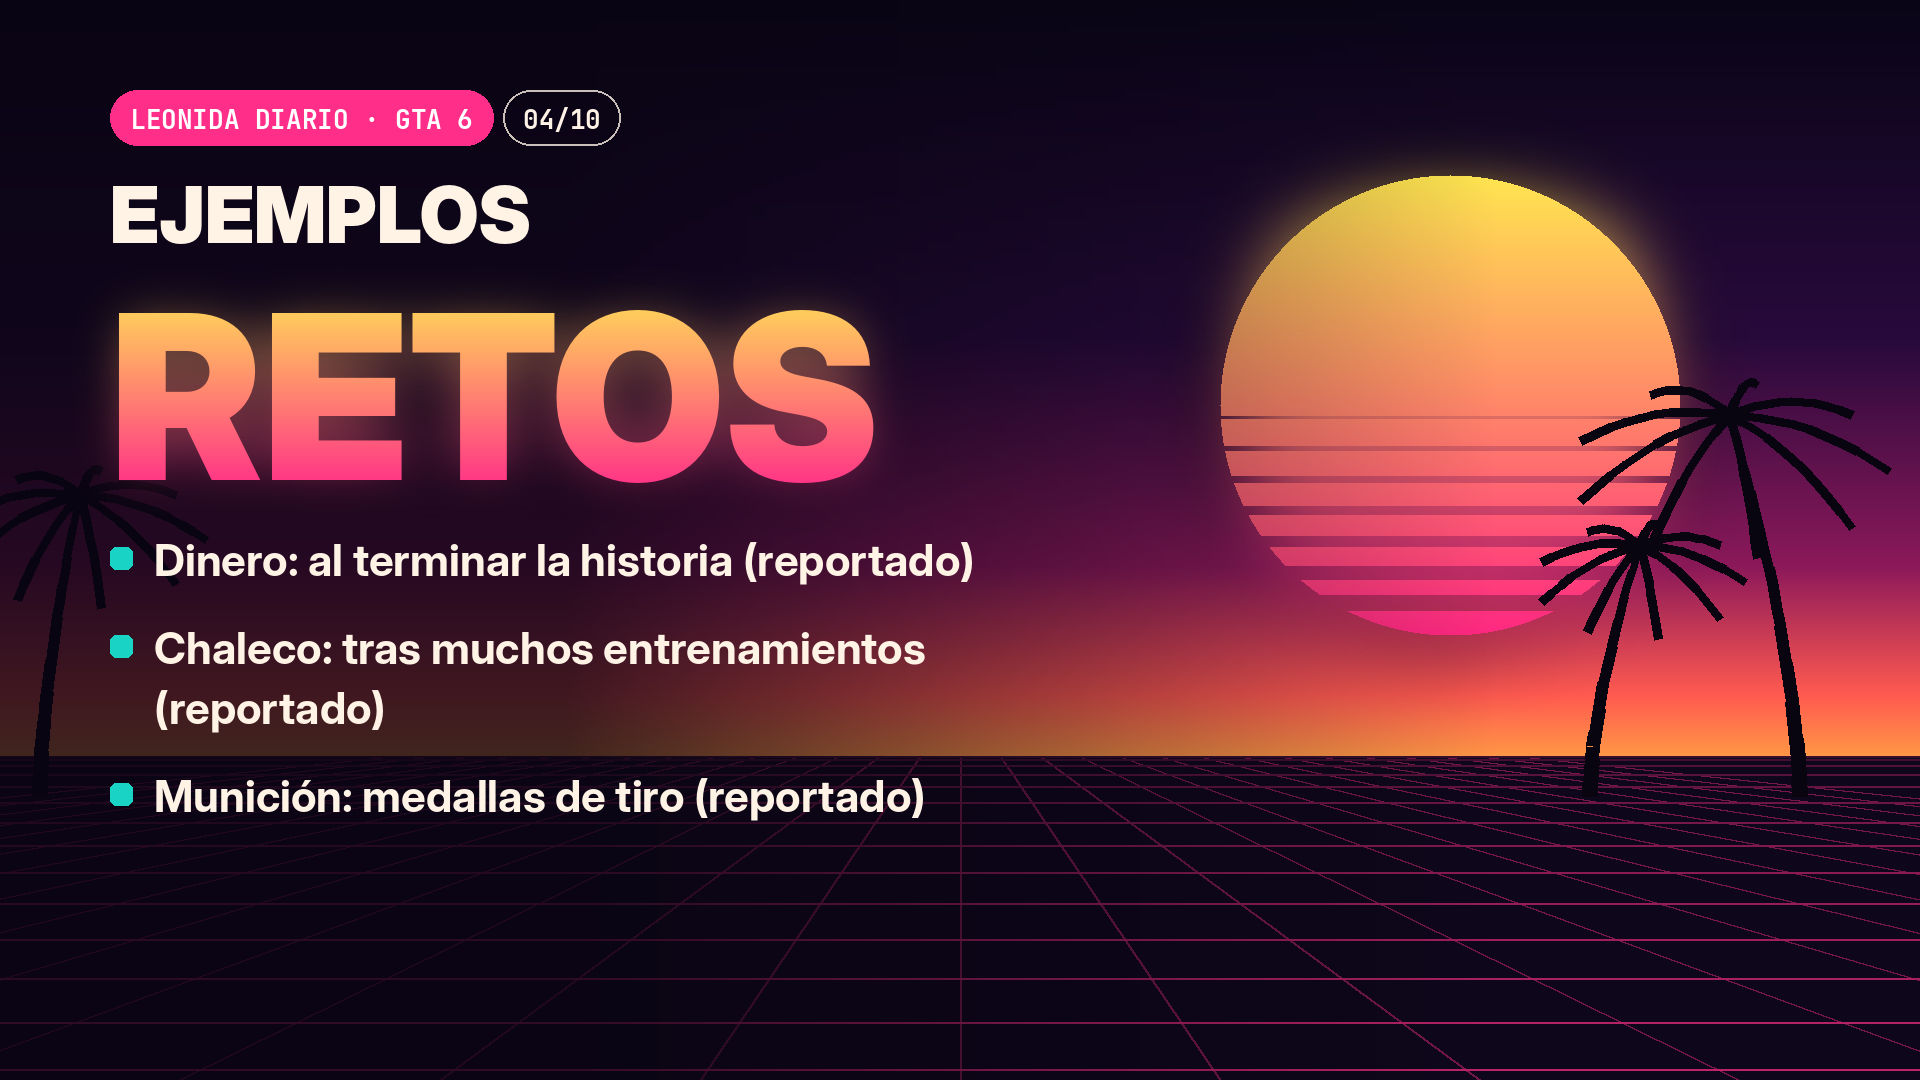 LEONIDA DIARIO · GTA 6
04/10
EJEMPLOS
RETOS
Dinero: al terminar la historia (reportado)
Chaleco: tras muchos entrenamientos
(reportado)
Munición: medallas de tiro (reportado)